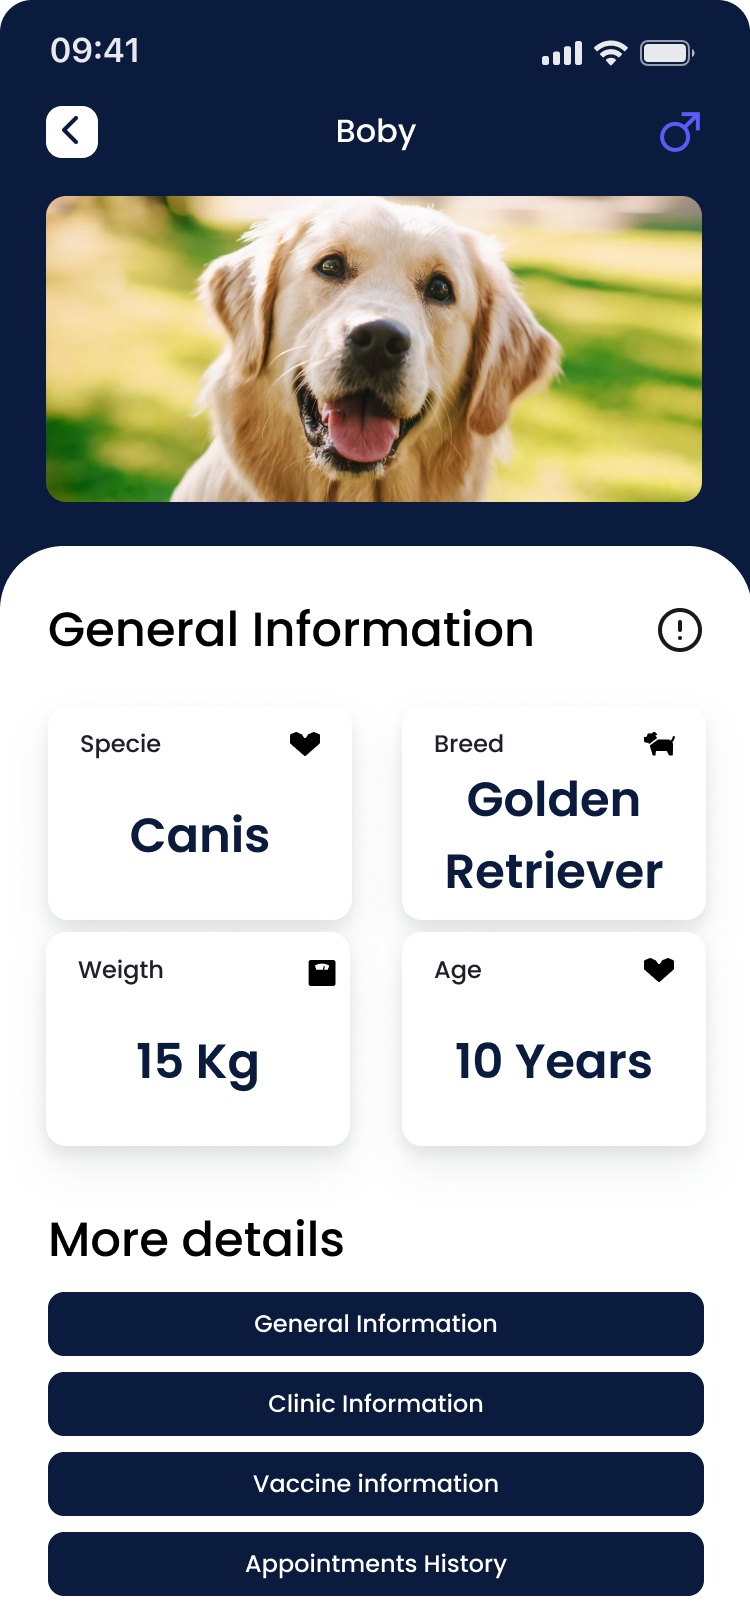 09:41
Boby
General Information
Specie
Breed
Canis
Golden
Retriever
Weigth
Age
15 Kg
10 Years
More details
General Information
Clinic Information
Vaccine information
Appointments History